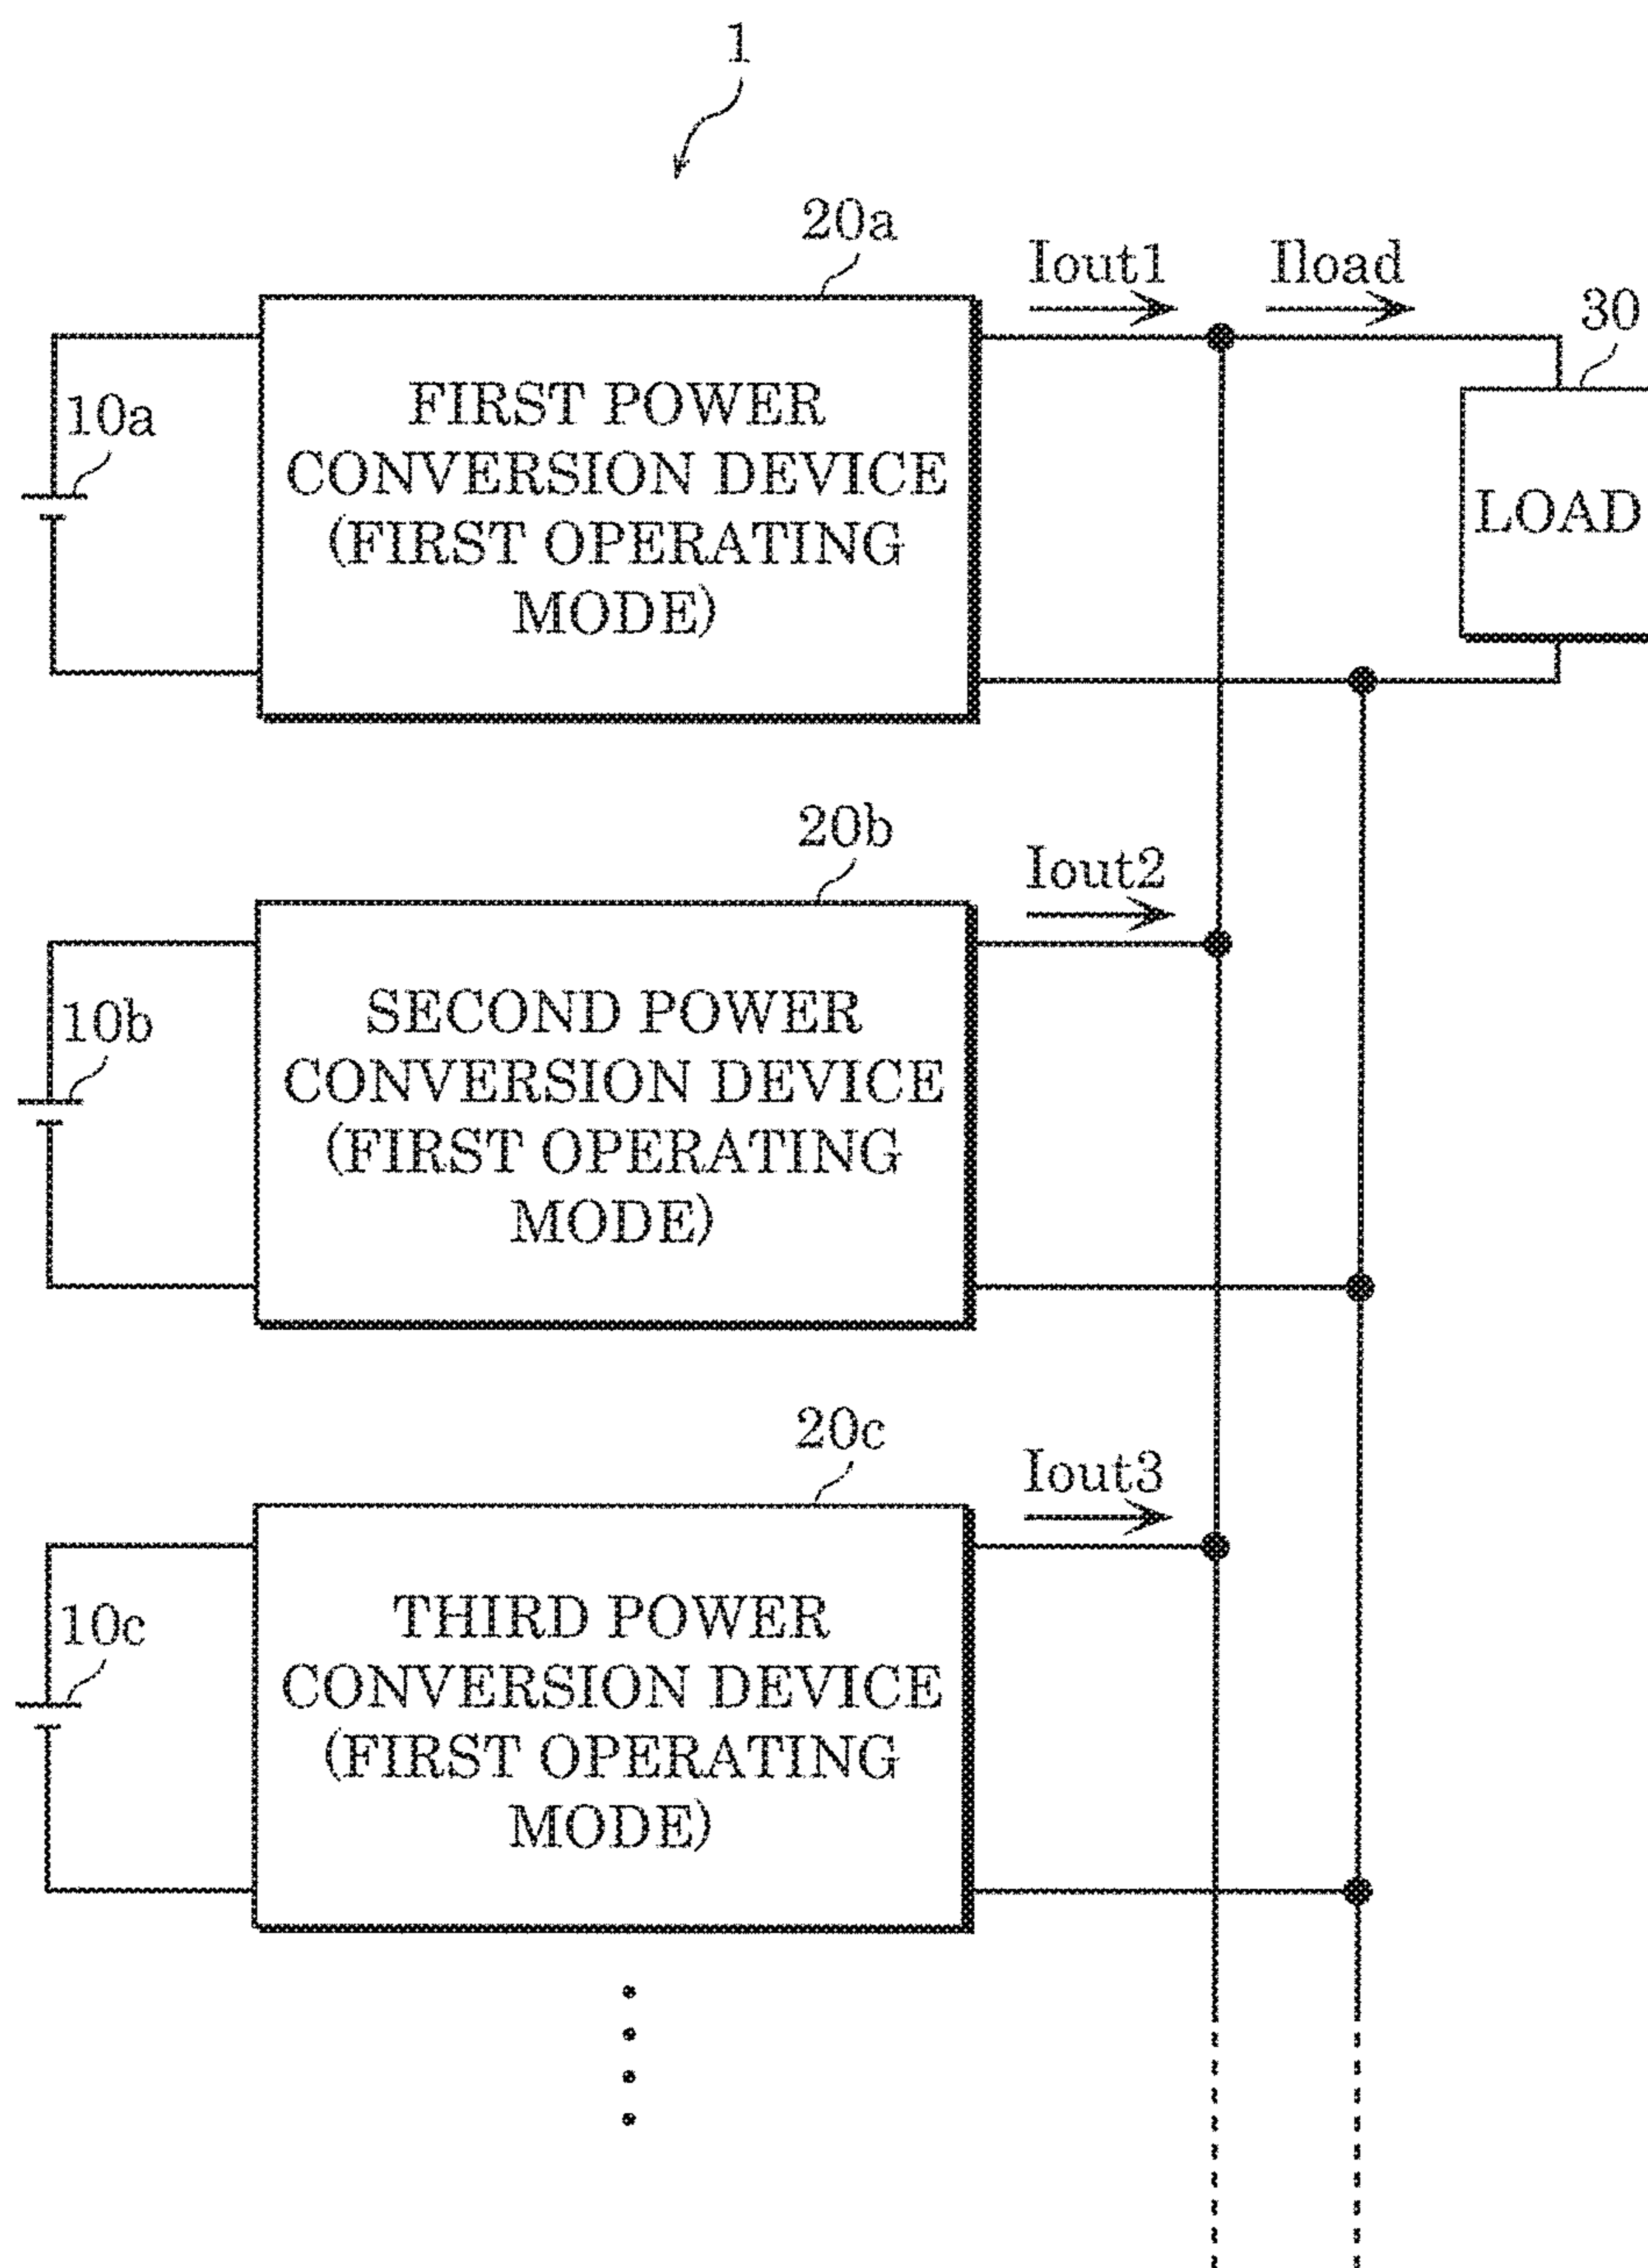 1
20a
Iout1
Iload
30
10a
FIRST POWER
CONVERSION DEVICE
(FIRST OPERATING
MODE)
LOAD
20b
Iout2
10b
SECOND POWER
CONVERSION DEVICE
(FIRST OPERATING
MODE)
20c
Iout3
10c
THIRD POWER
CONVERSION DEVICE
(FIRST OPERATING
MODE)